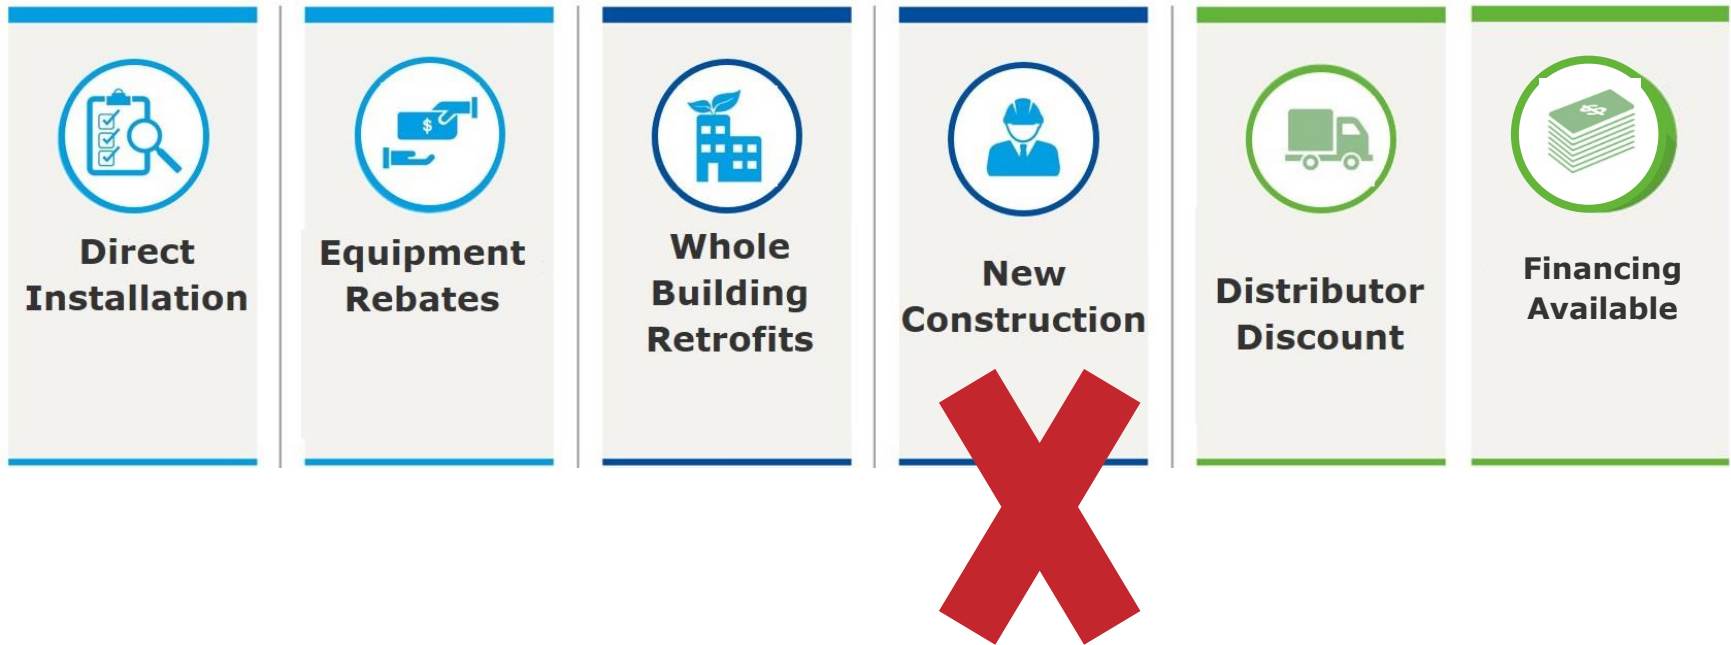 Direct
Installation
Equipment
Rebates
$
Whole
Building
Retrofits
New
Construction
Distributor
Discount
Financing
Available
$